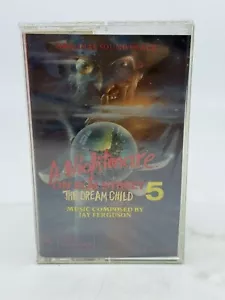 A Nightmare
ON ELM STREET 5
THE DREAM CHILD
MUSIC COMPOSED BY
JAY FERGUSON